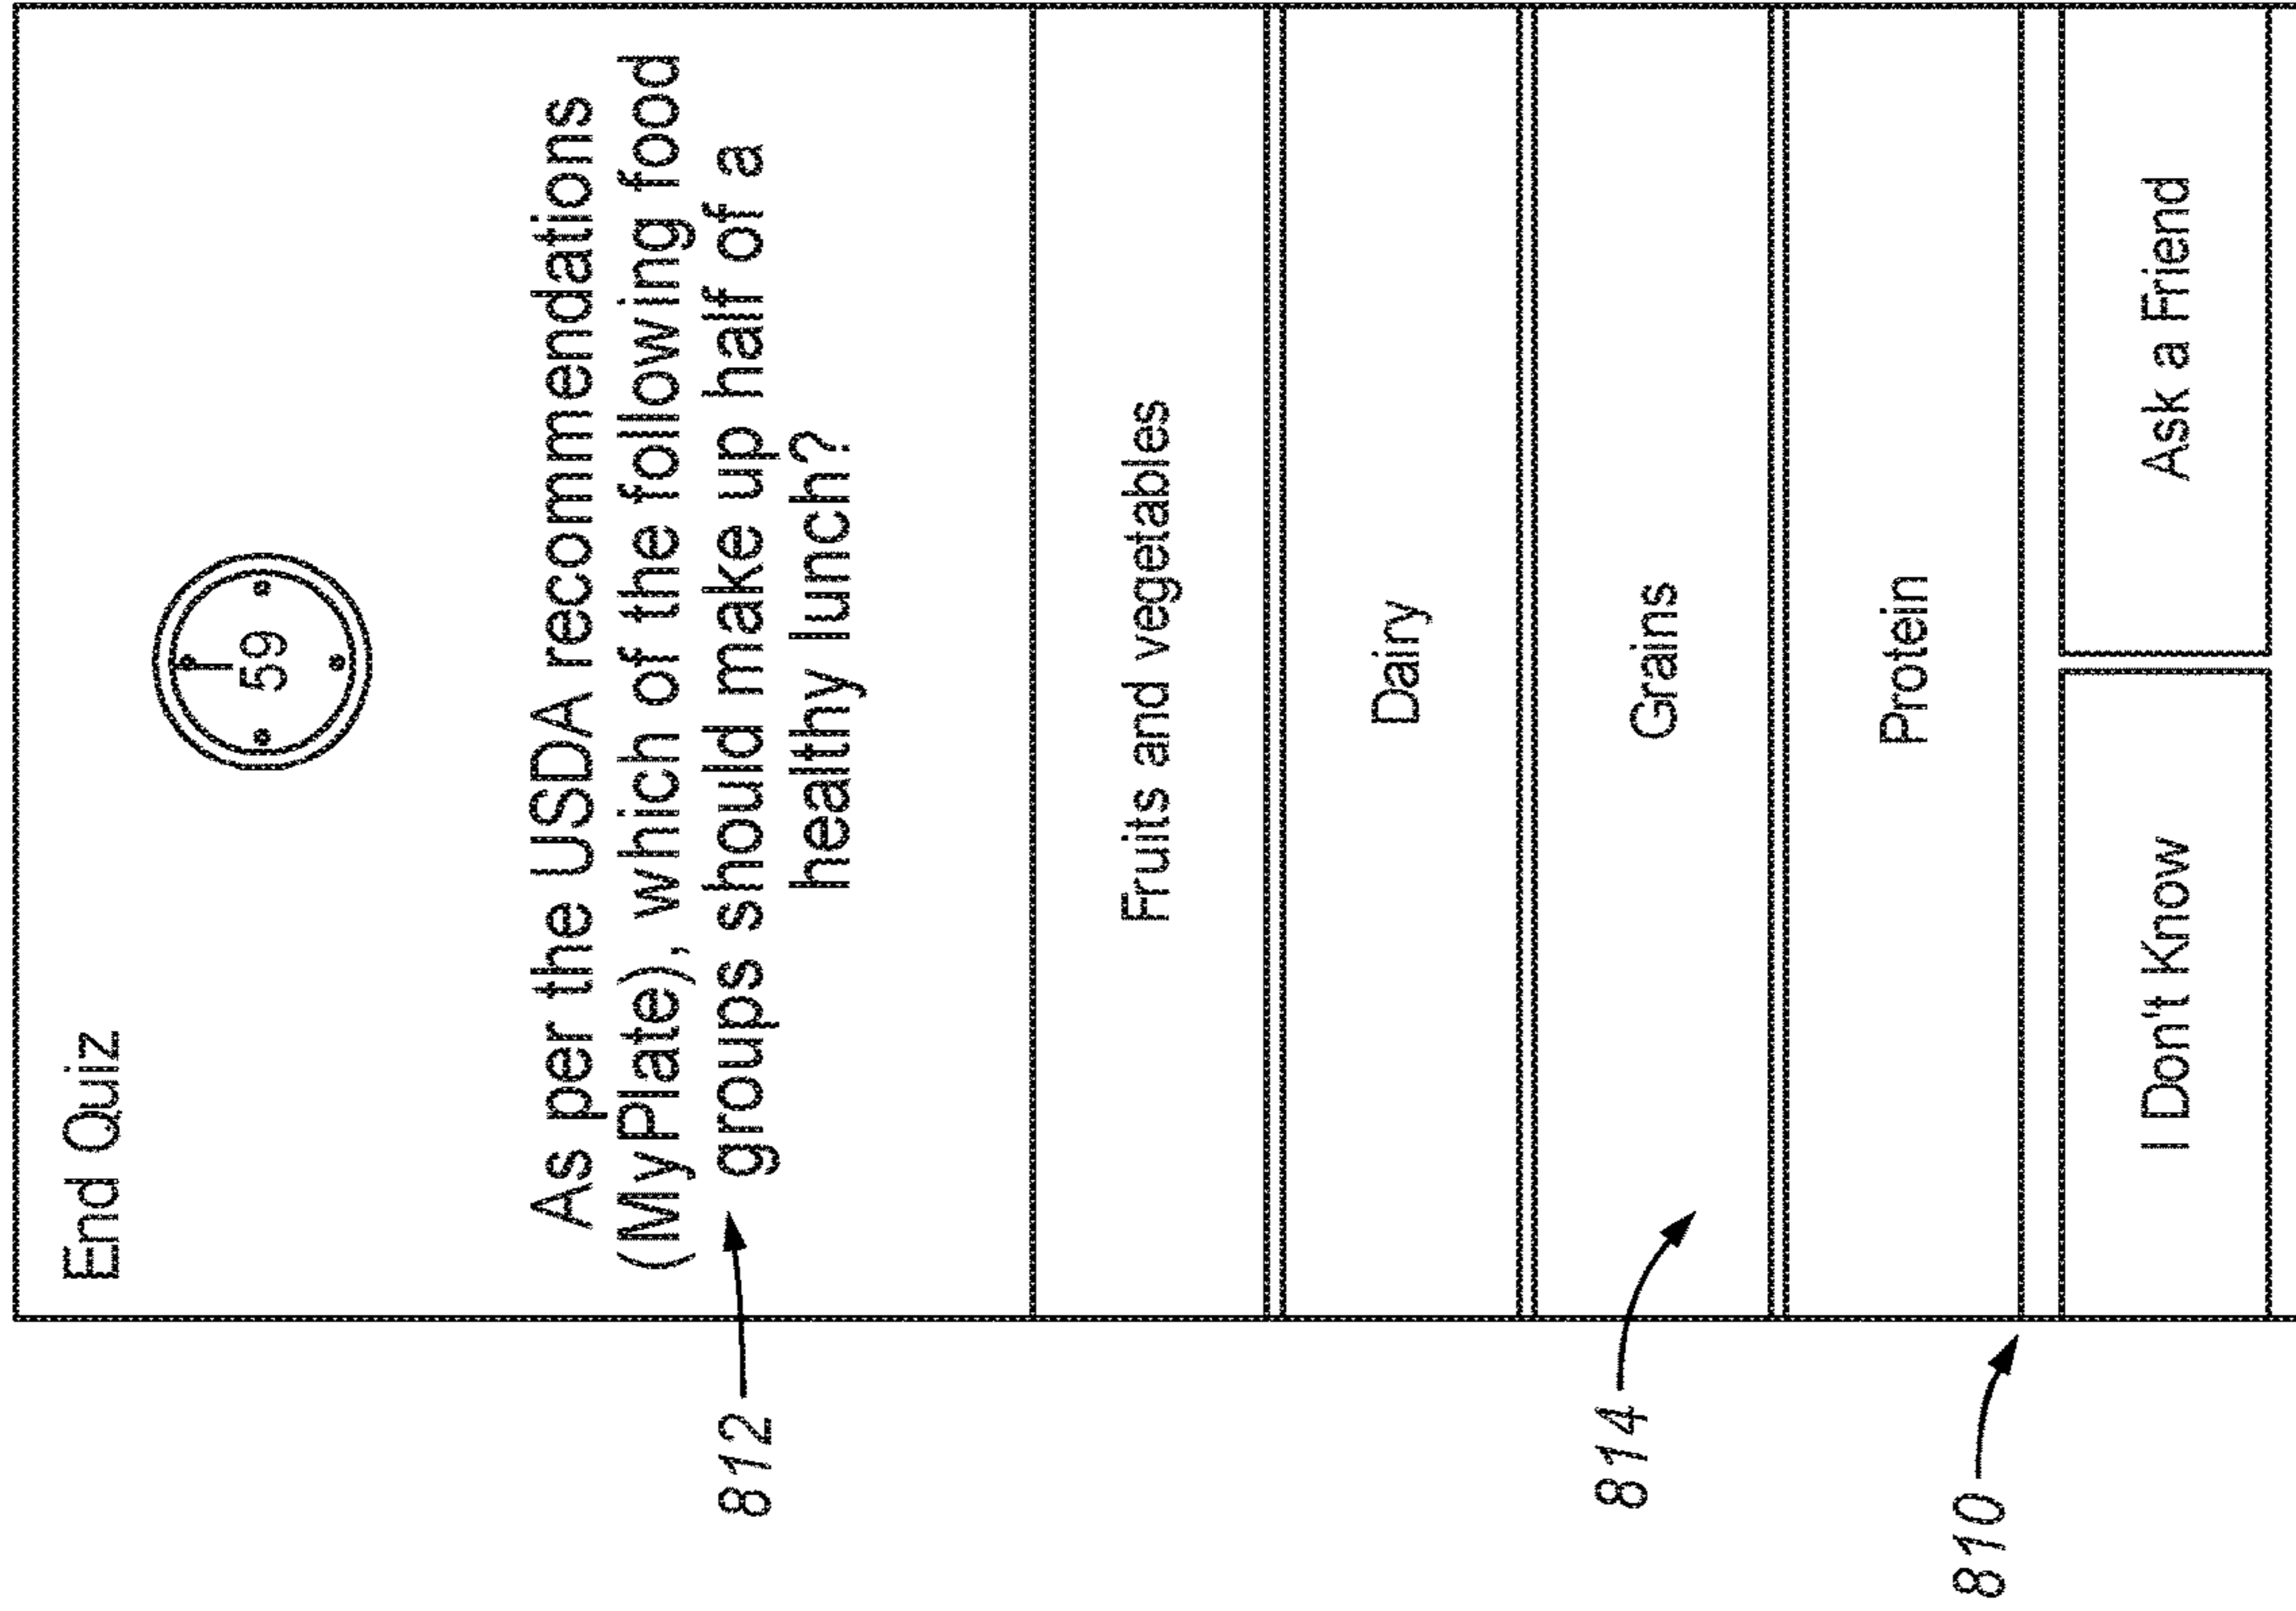 End Quiz
59
As per the USDA recommendations
(MyPlate), which of the following food
groups should make up half of a
healthy lunch?
812
Fruits and vegetables
Dairy
Grains
814
Protein
810
I Don't Know
Ask a Friend